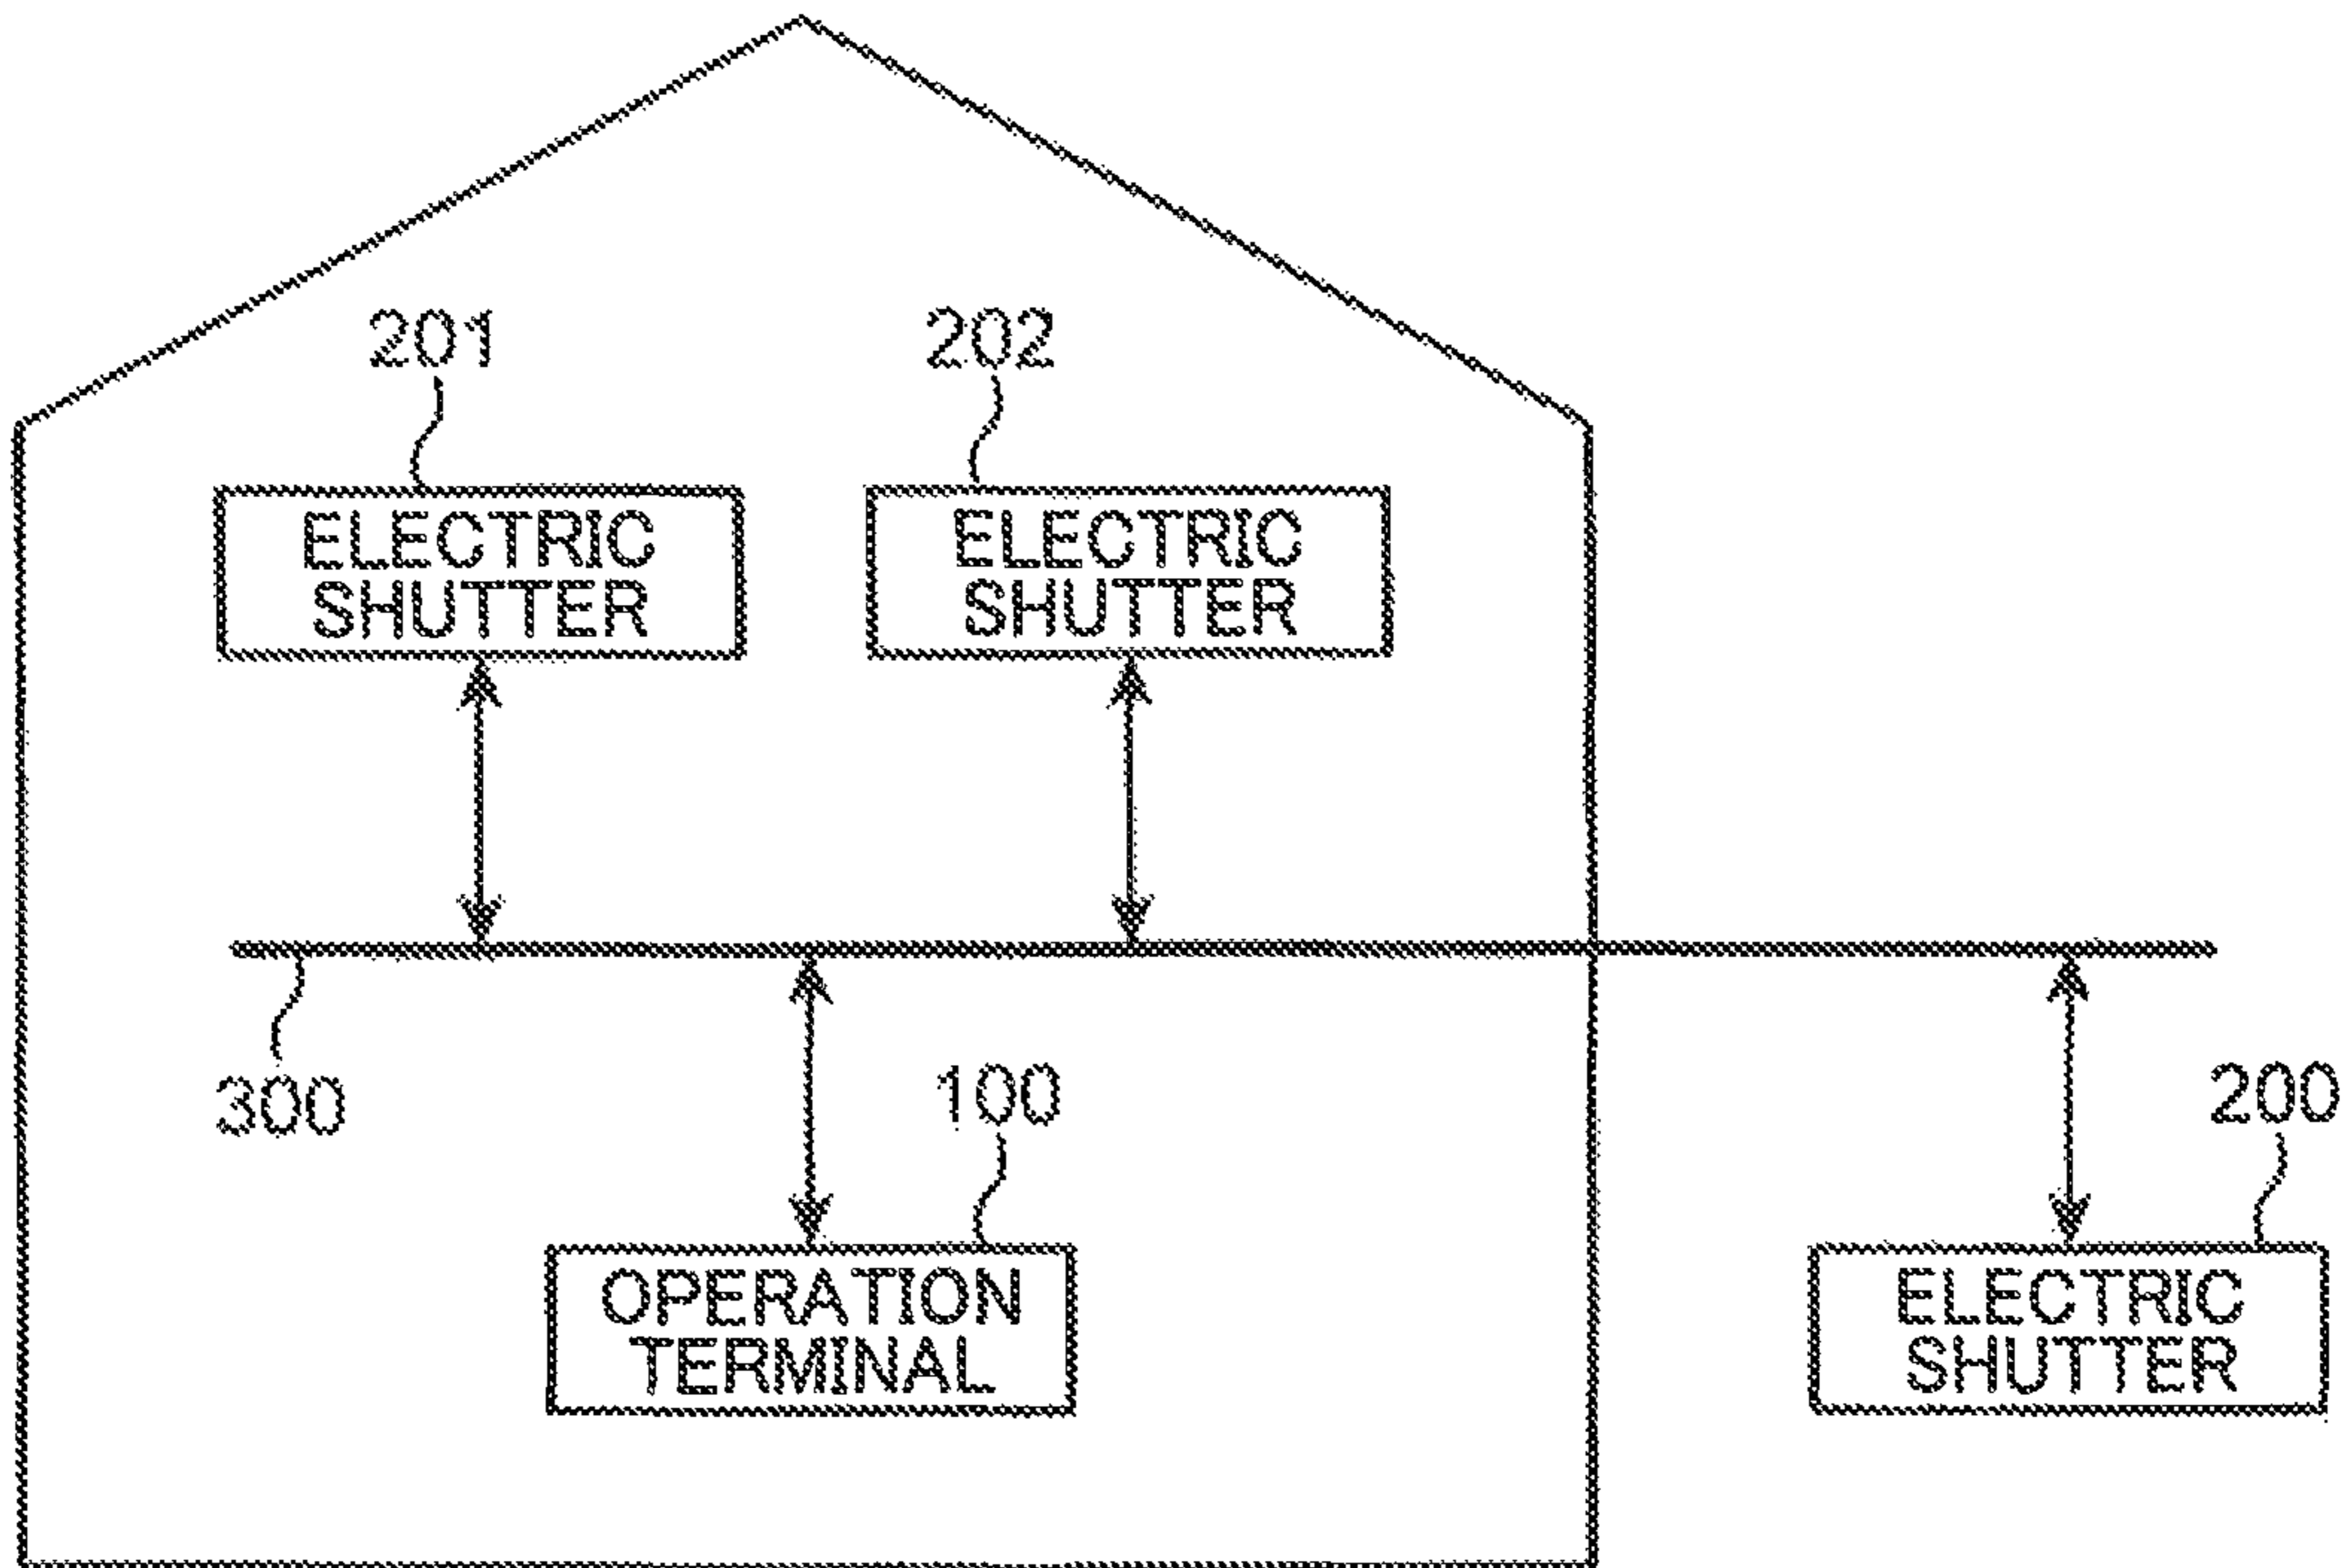 201
202
ELECTRIC
SHUTTER
ELECTRIC
SHUTTER
300
100
200
OPERATION
TERMINAL
ELECTRIC
SHUTTER